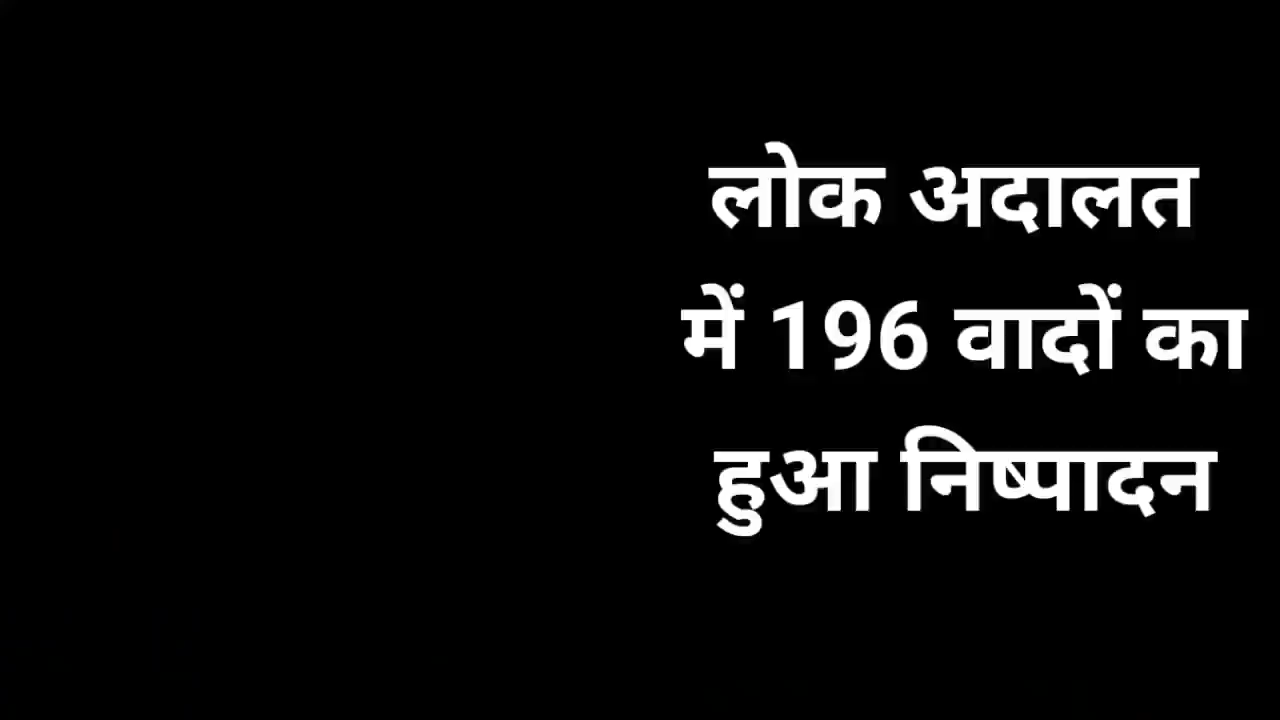 लोक अदालत
में 196 वादों का
हुआ निष्पादन